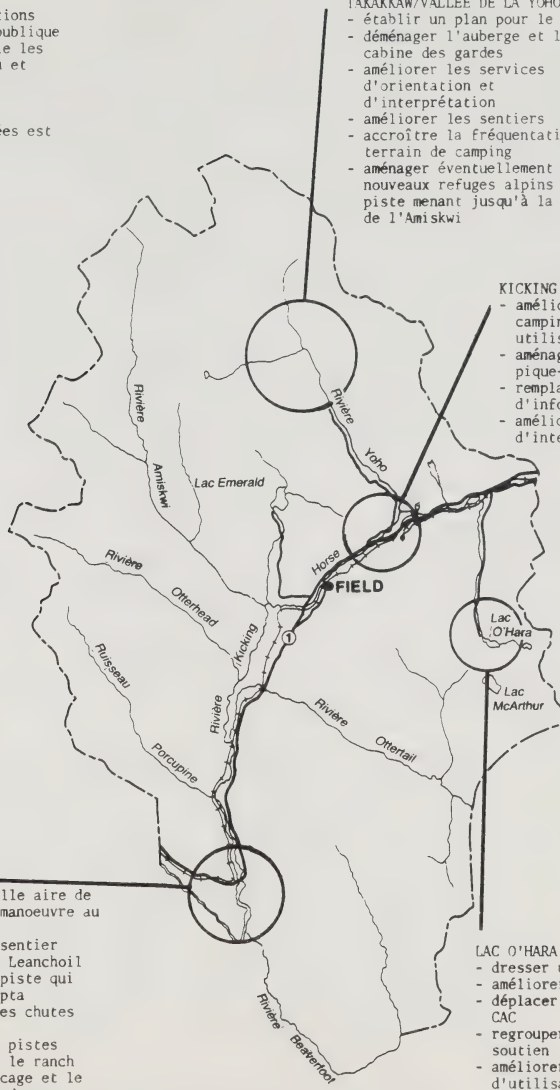 tions
publique
e les
u et
ées est
TAKAKKAW/VALLÉE DE LA YOHO
- établir un plan pour le
- déménager l'auberge et l
cabine des gardes
- améliorer les services
d'orientation et
d'interprétation
- améliorer les sentiers
- accroître la fréquentati
terrain de camping
- aménager éventuellement
nouveaux refuges alpins
piste menant jusqu'à la
de l'Amiskwi
KICKING
- amélio
campin
utilis
- aménag
pique-
- rempla
d'info
- amélio
d'inte
Rivière
Amiskwi
Lac Emerald
Rivière
Yoho
Horse
FIELD
1
Rivière
Otterhead
Kicking
Rivière
Ruisseau
Porcupine
Lac
O'Hara
Lac
McArthur
Rivière
Ottertail
Rivière
Beaverfoot
lle aire de
manoeuvre au
sentier
Leanchoil
piste qui
pta
es chutes
pistes
le ranch
cage et le
LAC O'HARA
- dresser
- améliorer
- déplacer
CAC
- regrouper
soutien
- améliorer
d'utilis